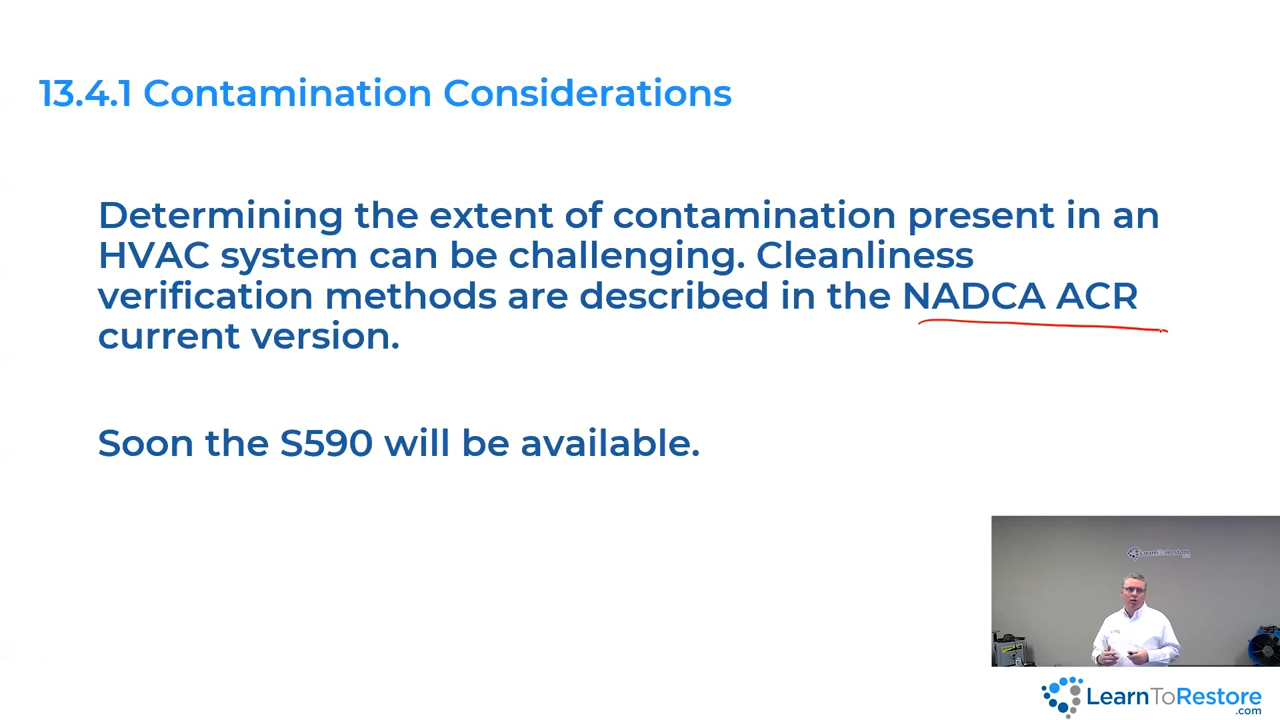 13.4.1 Contamination Considerations
Determining the extent of contamination present in an
HVAC system can be challenging. Cleanliness
verification methods are described in the NADCA ACR
current version.
Soon the S590 will be available.
LearnToRestore
LearnToRestore
.com